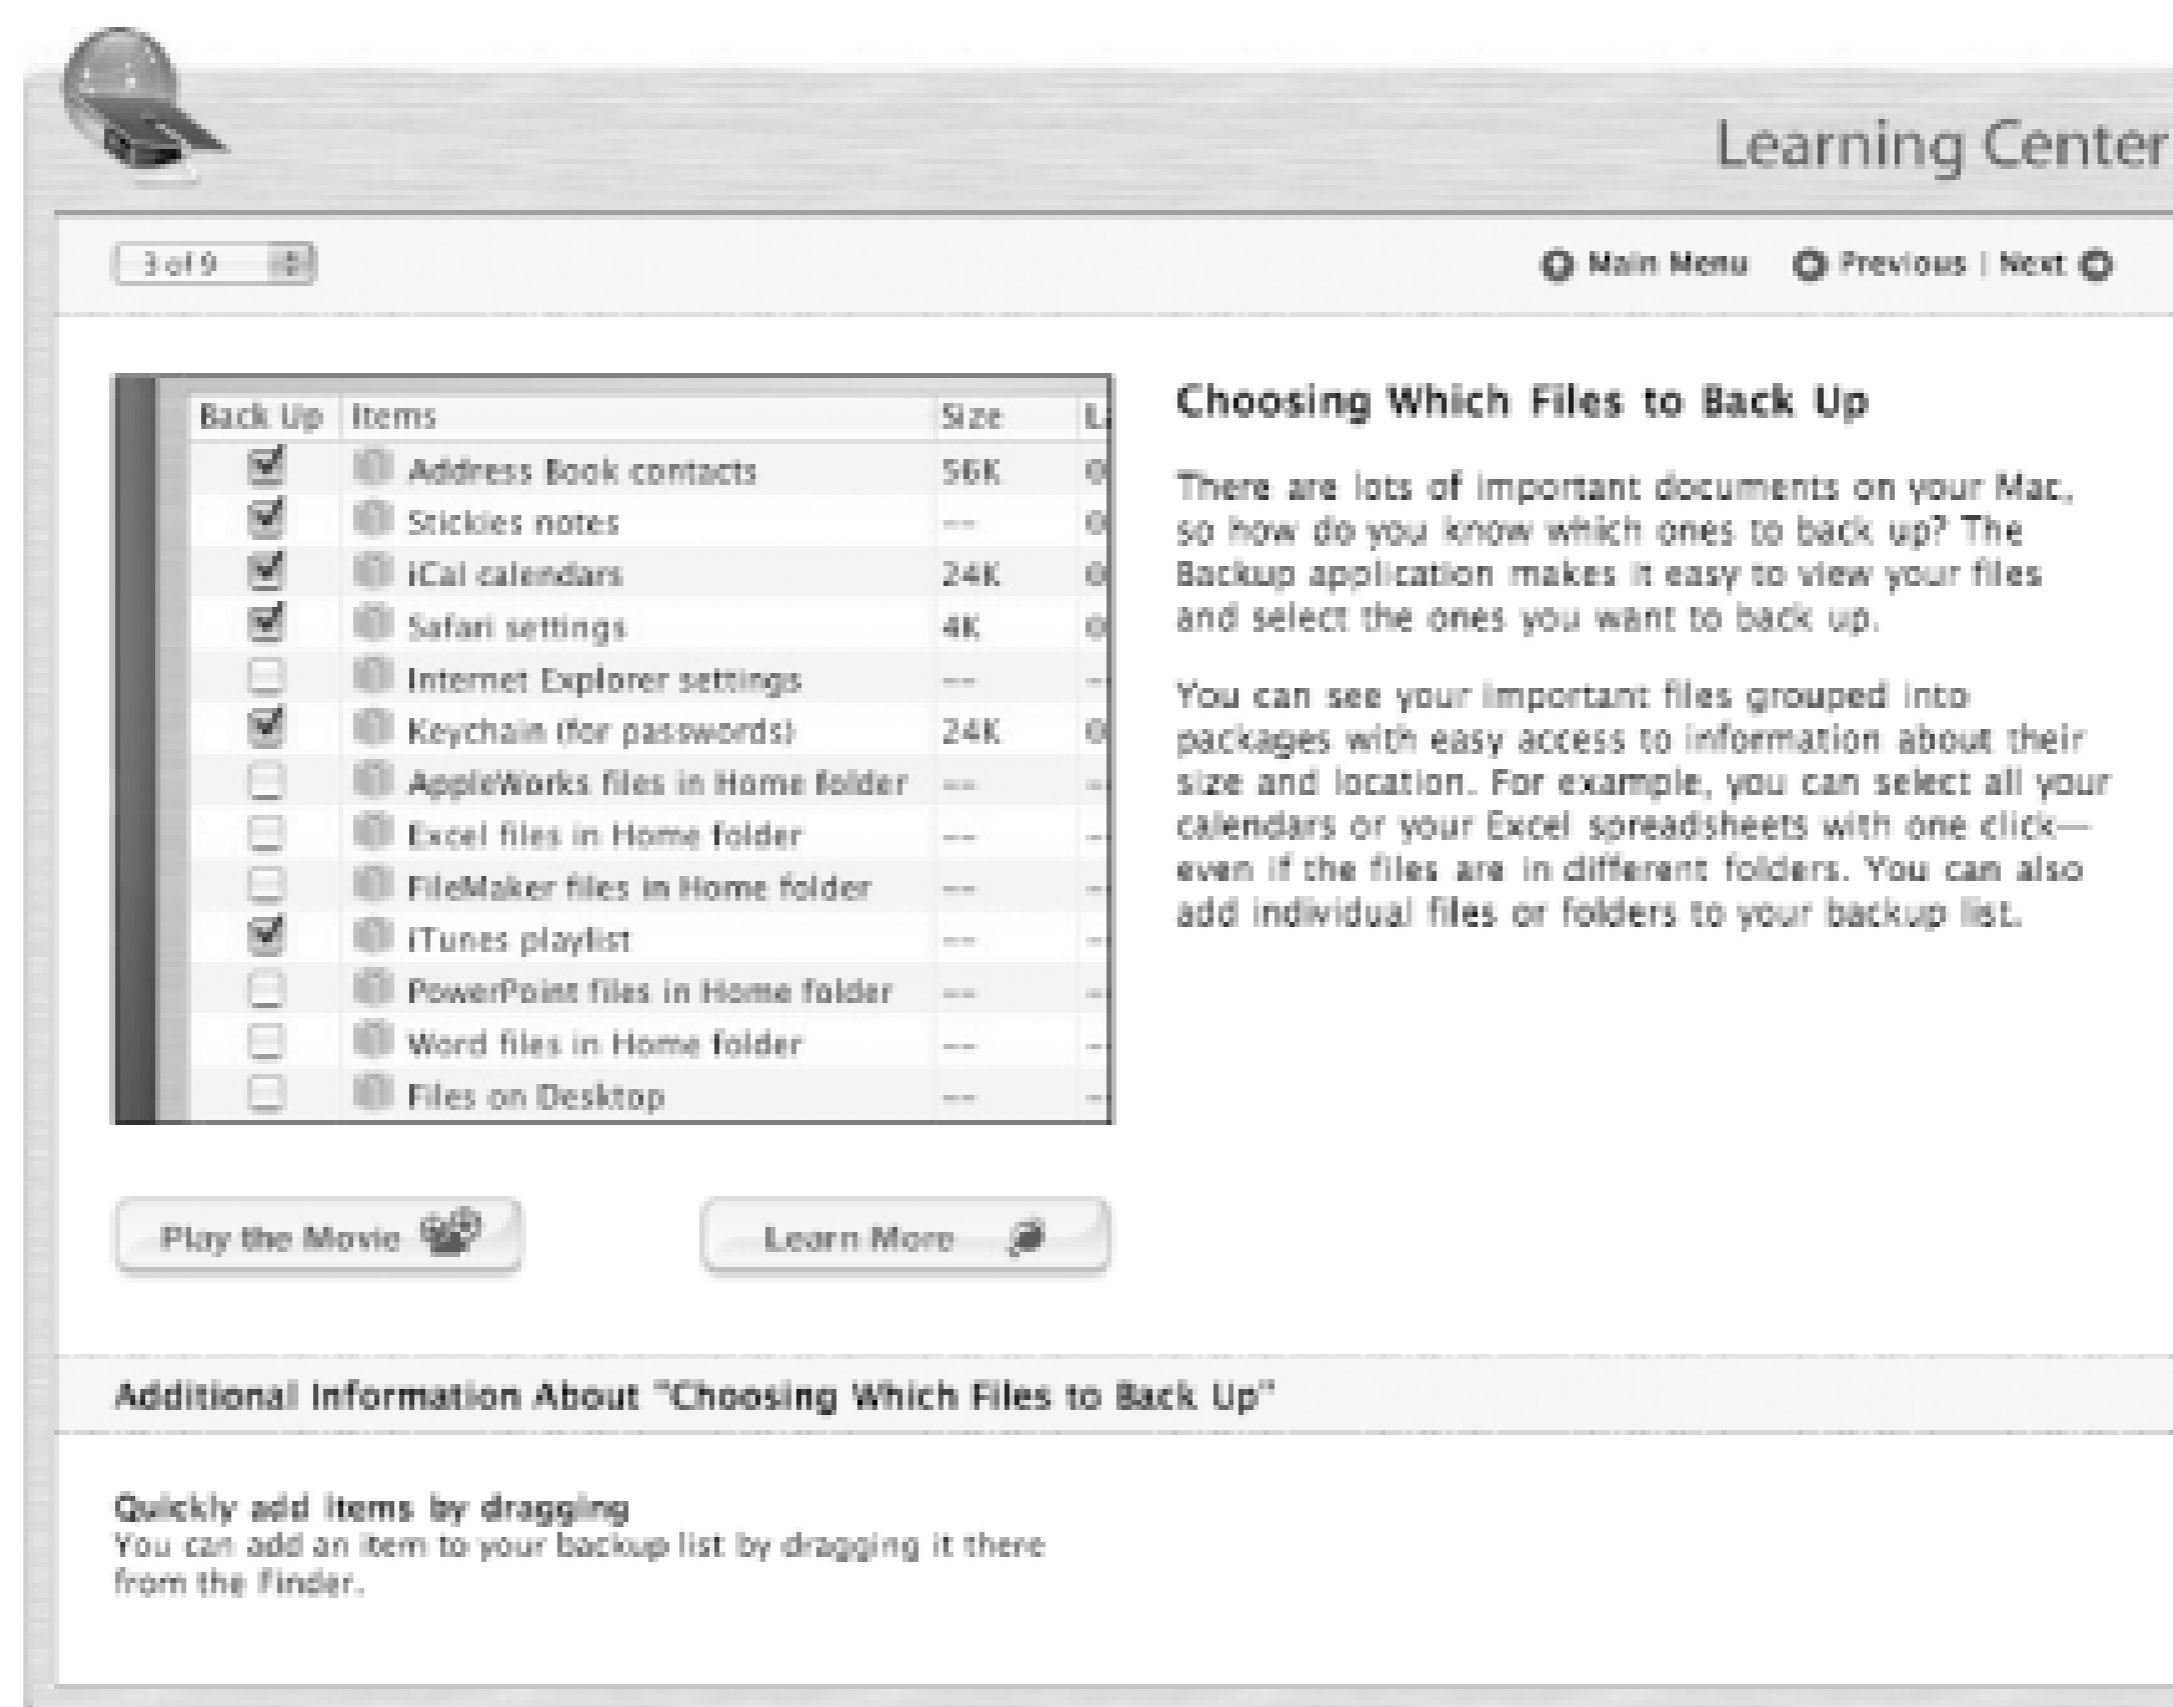 Learning Center
3 of 9
Main Menu Previous | Next
Back Up Items Size
Address Book contacts 56K
Stickies notes --
iCal calendars 24K
Safari settings 4K
Internet Explorer settings --
Keychain (for passwords) 24K
AppleWorks files in Home folder --
Excel files in Home folder --
FileMaker files in Home folder --
iTunes playlist --
PowerPoint files in Home folder --
Word files in Home folder --
Files on Desktop --
Play the Movie
Learn More
Choosing Which Files to Back Up
There are lots of important documents on your Mac,
so how do you know which ones to back up? The
Backup application makes it easy to view your files
and select the ones you want to back up.
You can see your important files grouped into
packages with easy access to information about their
size and location. For example, you can select all your
calendars or your Excel spreadsheets with one click—
even if the files are in different folders. You can also
add individual files or folders to your backup list.
Additional Information About "Choosing Which Files to Back Up"
Quickly add items by dragging
You can add an item to your backup list by dragging it there
from the Finder.